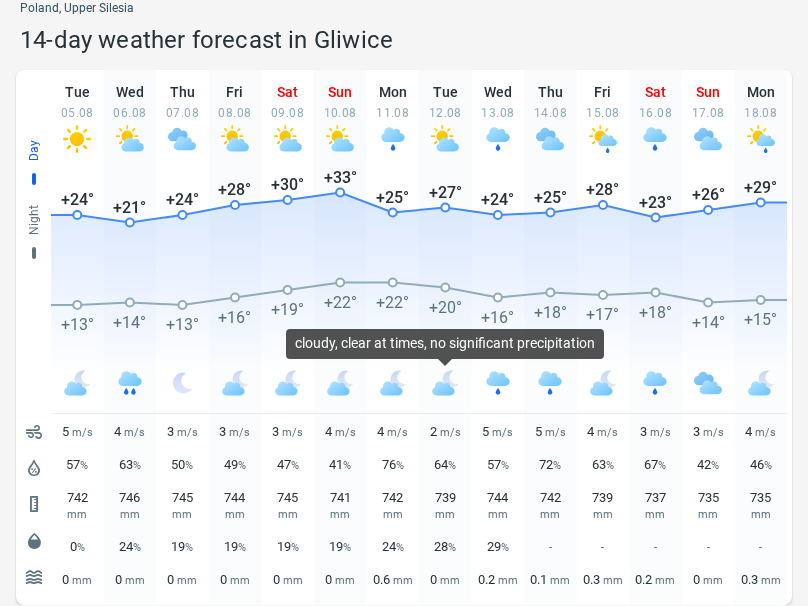 Poland, Upper Silesia
14-day weather forecast in Gliwice
Tue Wed Thu Fri Sat Sun Mon Tue Wed Thu Fri Sat Sun Mon
05.08 06.08 07.08 08.08 09.08 10.08 11.08 12.08 13.08 14.08 15.08 16.08 17.08 18.08
Day
+24° +21° +24° +28° +30° +33° +25° +27° +24° +25° +28° +23° +26° +29°
Night
+13° +14° +13° +16° +19° +22° +22° +20° +16° +18° +17° +18° +14° +15°
cloudy, clear at times, no significant precipitation
5 m/s 4 m/s 3 m/s 3 m/s 3 m/s 4 m/s 4 m/s 2 m/s 5 m/s 5 m/s 4 m/s 3 m/s 3 m/s 4 m/s
57% 63% 50% 49% 47% 41% 76% 64% 57% 72% 63% 67% 42% 46%
742 746 745 744 745 741 742 739 744 742 739 737 735 735
mm mm mm mm mm mm mm mm mm mm mm mm mm mm
0% 24% 19% 19% 19% 19% 24% 28% 29% - - - - -
0 mm 0 mm 0 mm 0 mm 0 mm 0 mm 0.6 mm 0 mm 0.2 mm 0.1 mm 0.3 mm 0.2 mm 0 mm 0.3 mm